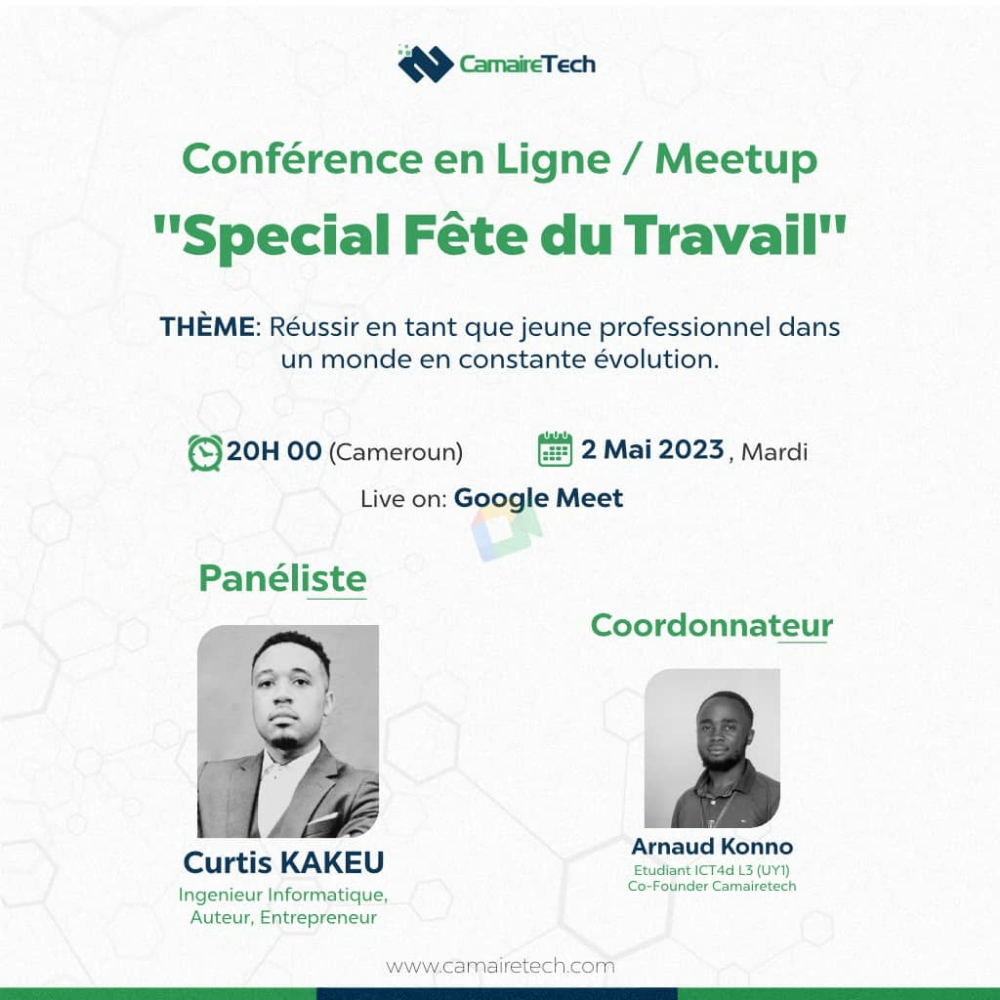 CamaireTech
Conférence en Ligne / Meetup
"Special Fête du Travail"
THÈME: Réussir en tant que jeune professionnel dans
un monde en constante évolution.
20H 00 (Cameroun)
2 Mai 2023, Mardi
Live on: Google Meet
Panéliste
Curtis KAKEU
Ingenieur Informatique,
Auteur, Entrepreneur
Coordonnateur
Arnaud Konno
Etudiant ICT4d L3 (UY1)
Co-Founder Camairetech
www.camairetech.com